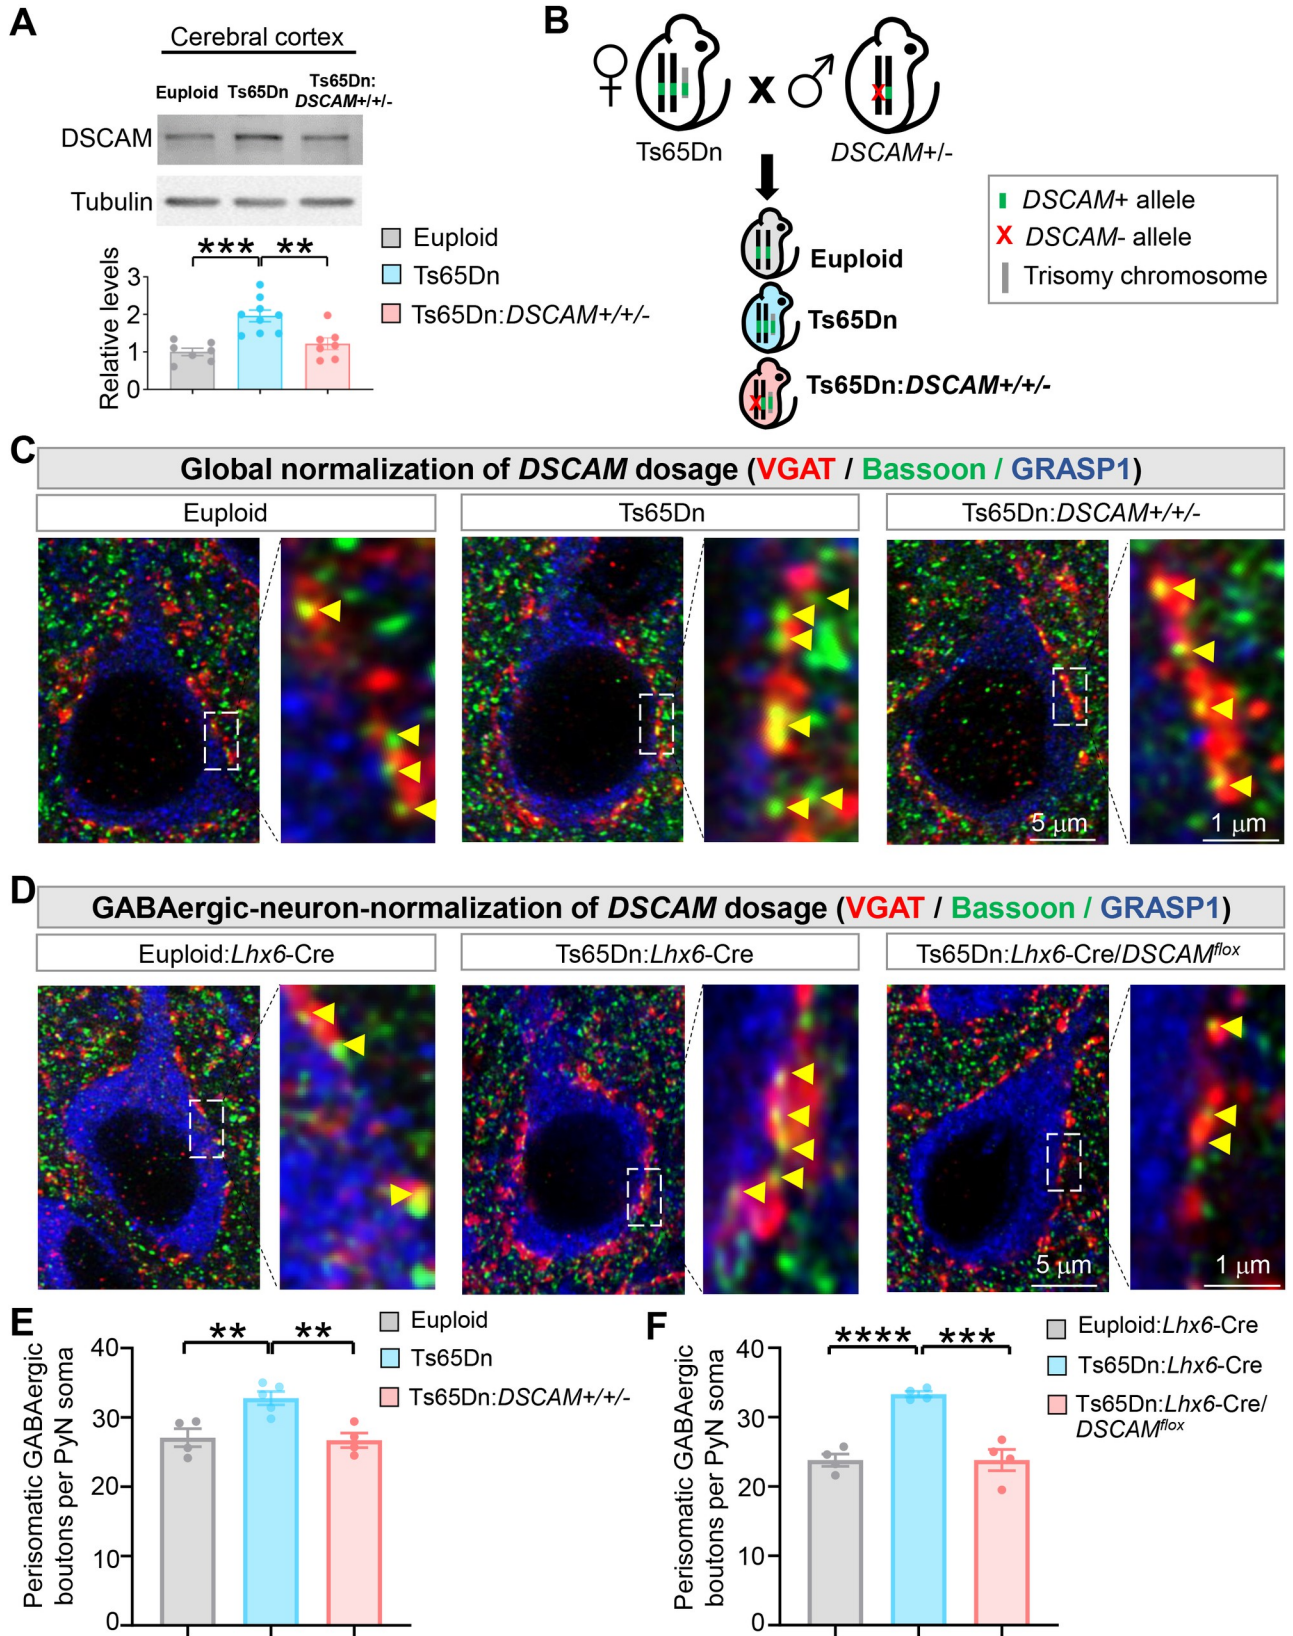 A
Cerebral cortex
Euploid Ts65Dn Ts65Dn:
DSCAM+/+/-
DSCAM
Tubulin
*** **
Relative levels
3
2
1
0
Euploid
Ts65Dn
Ts65Dn:DSCAM+/+/-
B
♀ x ♂
Ts65Dn DSCAM+/-
X
Euploid
Ts65Dn
X
Ts65Dn:DSCAM+/+/-
DSCAM+ allele
X DSCAM- allele
Trisomy chromosome
C
Global normalization of DSCAM dosage (VGAT / Bassoon / GRASP1)
Euploid Ts65Dn Ts65Dn:DSCAM+/+/-
5 μm 1 μm
D
GABAergic-neuron-normalization of DSCAM dosage (VGAT / Bassoon / GRASP1)
Euploid:Lhx6-Cre Ts65Dn:Lhx6-Cre Ts65Dn:Lhx6-Cre/DSCAMflox
5 μm 1 μm
E
Perisomatic GABAergic
boutons per PyN soma
40
30
20
10
0
** **
Euploid
Ts65Dn
Ts65Dn:DSCAM+/+/-
F
Perisomatic GABAergic
boutons per PyN soma
40
30
20
10
0
**** ***
Euploid:Lhx6-Cre
Ts65Dn:Lhx6-Cre
Ts65Dn:Lhx6-Cre/
DSCAMflox